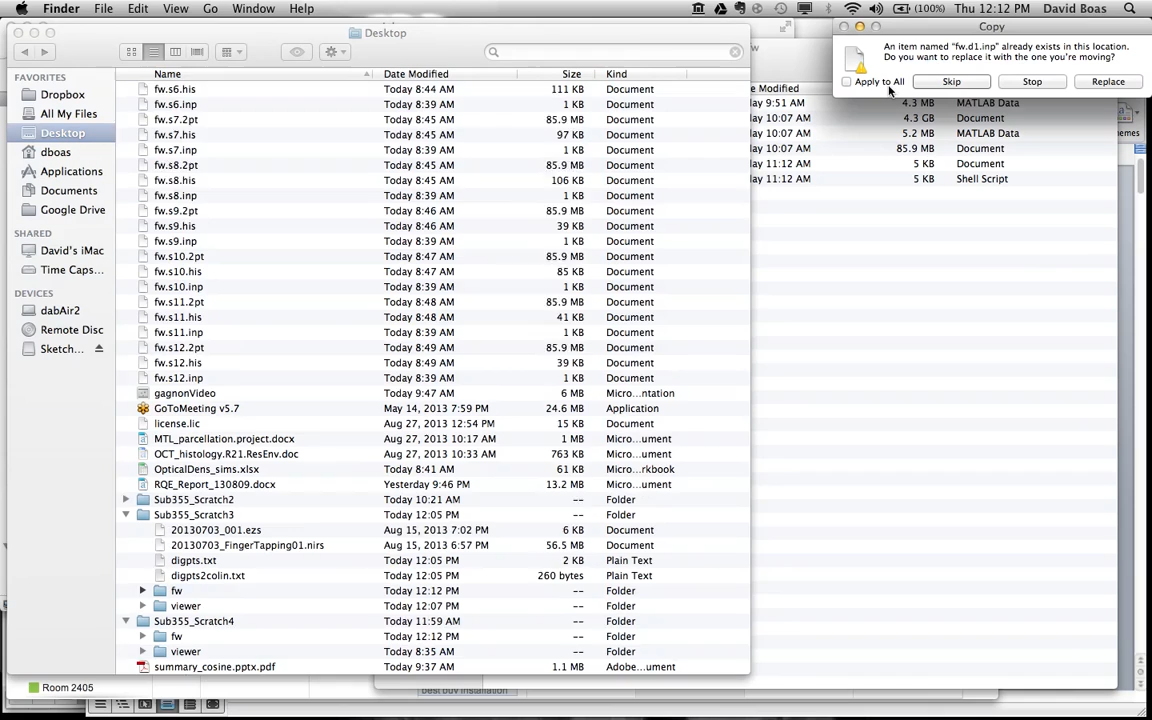 Finder File Edit View Go Window Help
(100%) Thu 12:12 PM David Boas
Desktop
Copy
An item named “fw.d1.inp” already exists in this location.
Do you want to replace it with the one you’re moving?
Apply to All Skip Stop Replace
FAVORITES
Dropbox
All My Files
Desktop
dboas
Applications
Documents
Google Drive
SHARED
David's iMac
Time Caps...
DEVICES
dabAir2
Remote Disc
Sketch...
Name Date Modified Size Kind
fw.s6.his Today 8:44 AM 111 KB Document
fw.s6.inp Today 8:39 AM 1 KB Document
fw.s7.2pt Today 8:45 AM 85.9 MB Document
fw.s7.his Today 8:45 AM 97 KB Document
fw.s7.inp Today 8:39 AM 1 KB Document
fw.s8.2pt Today 8:45 AM 85.9 MB Document
fw.s8.his Today 8:45 AM 106 KB Document
fw.s8.inp Today 8:39 AM 1 KB Document
fw.s9.2pt Today 8:46 AM 85.9 MB Document
fw.s9.his Today 8:46 AM 39 KB Document
fw.s9.inp Today 8:39 AM 1 KB Document
fw.s10.2pt Today 8:47 AM 85.9 MB Document
fw.s10.his Today 8:47 AM 85 KB Document
fw.s10.inp Today 8:39 AM 1 KB Document
fw.s11.2pt Today 8:48 AM 85.9 MB Document
fw.s11.his Today 8:48 AM 41 KB Document
fw.s11.inp Today 8:39 AM 1 KB Document
fw.s12.2pt Today 8:49 AM 85.9 MB Document
fw.s12.his Today 8:49 AM 39 KB Document
fw.s12.inp Today 8:39 AM 1 KB Document
gagnonVideo Today 9:47 AM 6 MB Micro...ntation
GoToMeeting v5.7 May 14, 2013 7:59 PM 24.6 MB Application
license.lic Aug 27, 2013 12:54 PM 15 KB Document
MTL_parcellation.project.docx Aug 27, 2013 10:17 AM 1 MB Micro...ument
OCT_histology.R21.ResEnv.doc Aug 27, 2013 10:33 AM 763 KB Micro...ument
OpticalDens_sims.xlsx Today 8:41 AM 61 KB Micro...rkbook
RQE_Report_130809.docx Yesterday 9:46 PM 13.2 MB Micro...ument
Sub355_Scratch2 Today 10:21 AM -- Folder
Sub355_Scratch3 Today 12:05 PM -- Folder
20130703_001.ezs Aug 15, 2013 7:02 PM 6 KB Document
20130703_FingerTapping01.nirs Aug 15, 2013 6:57 PM 56.5 MB Document
digpts.txt Today 12:05 PM 2 KB Plain Text
digpts2colin.txt Today 12:05 PM 260 bytes Plain Text
fw Today 12:12 PM -- Folder
viewer Today 12:07 PM -- Folder
Sub355_Scratch4 Today 11:59 AM -- Folder
fw Today 12:12 PM -- Folder
viewer Today 8:35 AM -- Folder
summary_cosine.pptx.pdf Today 9:37 AM 1.1 MB Adobe...ument
w
e Modified
lay 9:51 AM 4.3 MB MATLAB Data
lay 10:07 AM 4.3 GB Document
lay 10:07 AM 5.2 MB MATLAB Data
lay 10:07 AM 85.9 MB Document
lay 11:12 AM 5 KB Document
lay 11:12 AM 5 KB Shell Script
emes
Room 2405
best buy installation